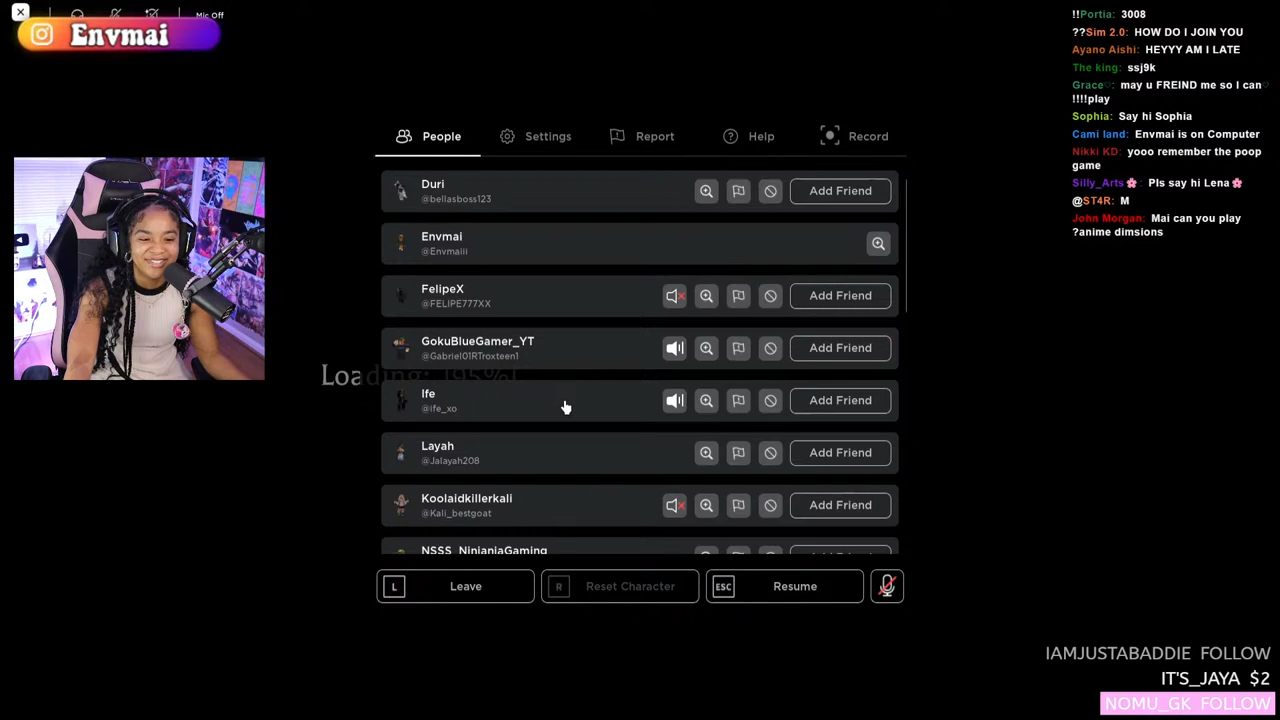 Mic Off
Envmai
People
Settings
Report
Help
Record
Duri
@bellaaboss123
Add Friend
Envmai
@Envmaiii
FelipeX
@FELIPE777XX
Add Friend
GokuBlueGamer_YT
@Gabriel01RTroxteen1
Add Friend
Loading: [95%]
Ife
@ife_xo
Add Friend
Layah
@Jalayah208
Add Friend
Koolaidkillerkali
@Kali_bestgoat
Add Friend
NSSS_NinjaniaGaming
L
Leave
R
Reset Character
ESC
Resume
!!Portia: 3008
??Sim 2.0: HOW DO I JOIN YOU
Ayano Aishi: HEYYY AM I LATE
The king: ssj9k
Grace♡: may u FREIND me so I can
!!!!play
Sophia: Say hi Sophia
Cami land: Envmai is on Computer
Nikki KD: yooo remember the poop
game
Silly_Arts🌸: Pls say hi Lena🌸
@ST4R: M
John Morgan: Mai can you play
?anime dimsions
IAMJUSTABADDIE FOLLOW
IT'S_JAYA $2
NOMU_GK FOLLOW